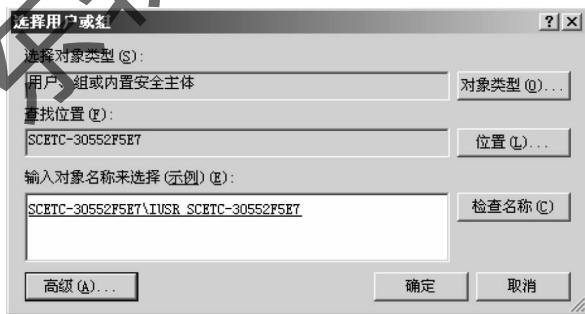 选择用户或组
选择对象类型(S):
用户、组或内置安全主体
对象类型(O)...
查找位置(F):
SCETC-30552F5E7
位置(L)...
输入对象名称来选择(示例)(E):
SCETC-30552F5E7\IUSR_SCETC-30552F5E7
检查名称(C)
高级(A)...
确定
取消